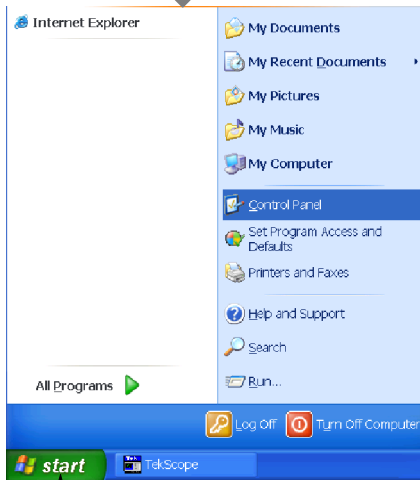 Internet Explorer
My Documents
My Recent Documents
My Pictures
My Music
My Computer
Control Panel
Set Program Access and
Defaults
Printers and Faxes
Help and Support
Search
All Programs
Run...
Log Off
Turn Off Computer
start
Tek
TekScope